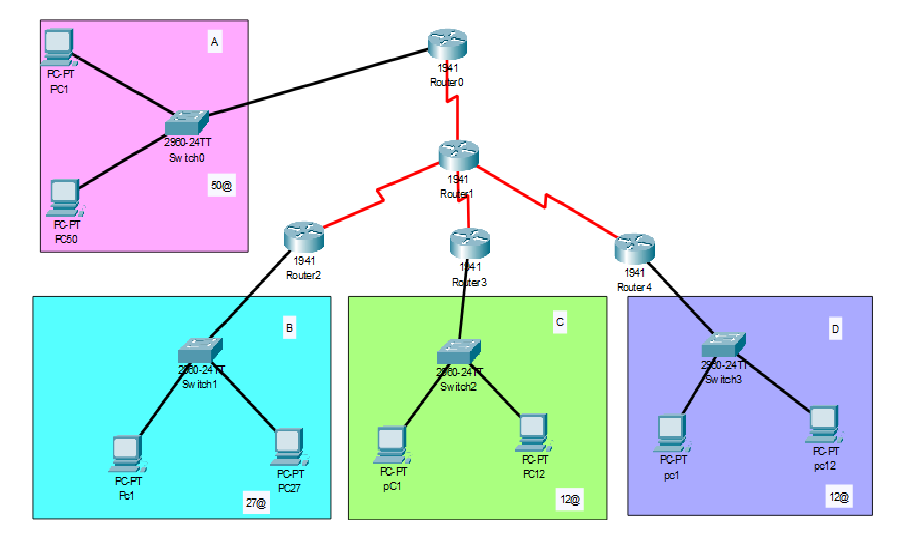 A
PC-PT
PC1
2960-24TT
Switch0
50@
PC-PT
PC50
1941
Router0
1941
Router1
1941
Router2
1941
Router3
1941
Router4
B
2960-24TT
Switch1
PC-PT
Pc1
PC-PT
PC27
27@
C
2960-24TT
Switch2
PC-PT
pC1
PC-PT
PC12
12@
D
2960-24TT
Switch3
PC-PT
pc1
PC-PT
pc12
12@